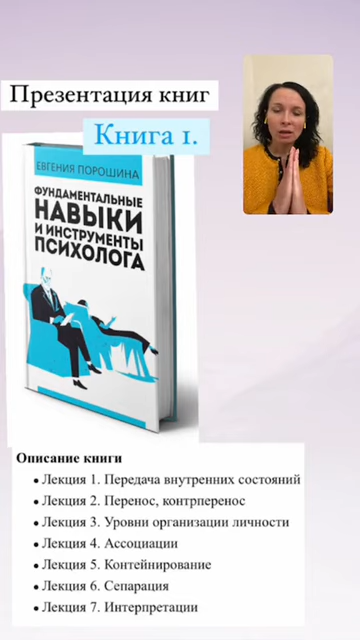 Презентация книг
Книга 1.
ЕВГЕНИЯ ПОРОШИНА
ФУНДАМЕНТАЛЬНЫЕ
НАВЫКИ
И ИНСТРУМЕНТЫ
ПСИХОЛОГА
Описание книги
• Лекция 1. Передача внутренних состояний
• Лекция 2. Перенос, контрперенос
• Лекция 3. Уровни организации личности
• Лекция 4. Ассоциации
• Лекция 5. Контейнирование
• Лекция 6. Сепарация
• Лекция 7. Интерпретации